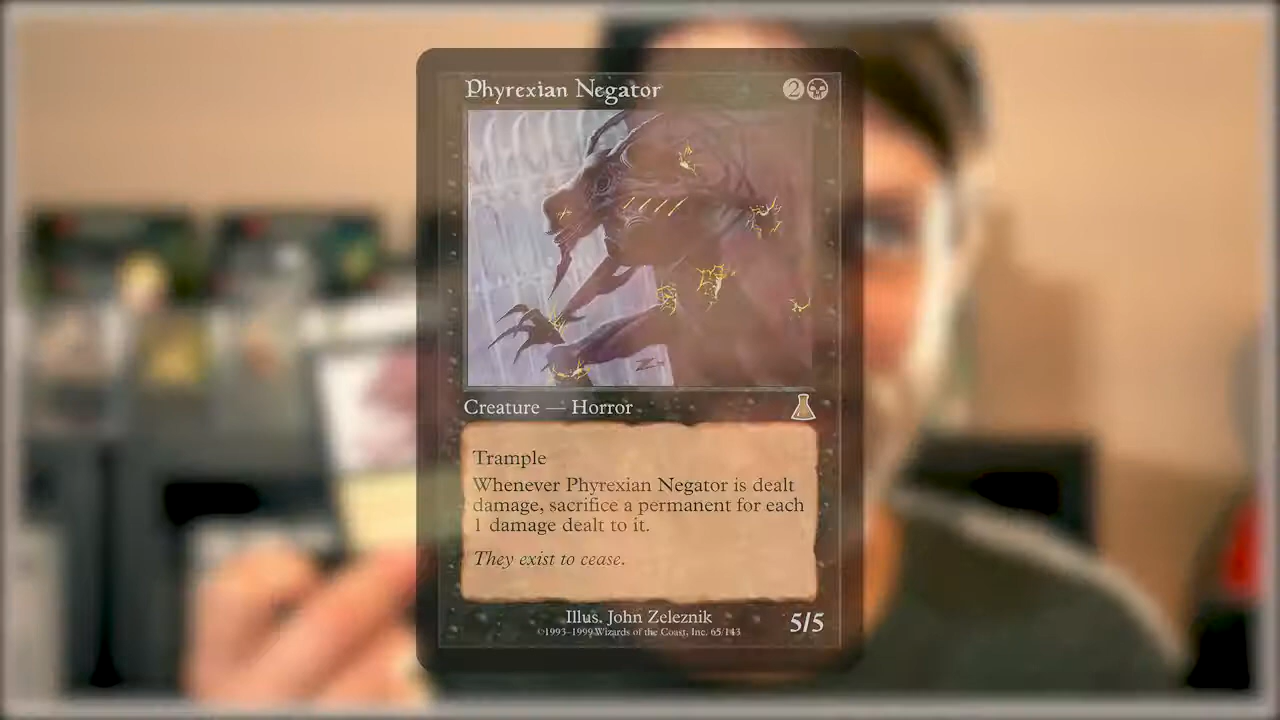 Phyrexian Negator 2
Creature — Horror
Trample
Whenever Phyrexian Negator is dealt
damage, sacrifice a permanent for each
1 damage dealt to it.
They exist to cease.
Illus. John Zeleznik
©1993–1999 Wizards of the Coast, Inc. 65/143
5/5